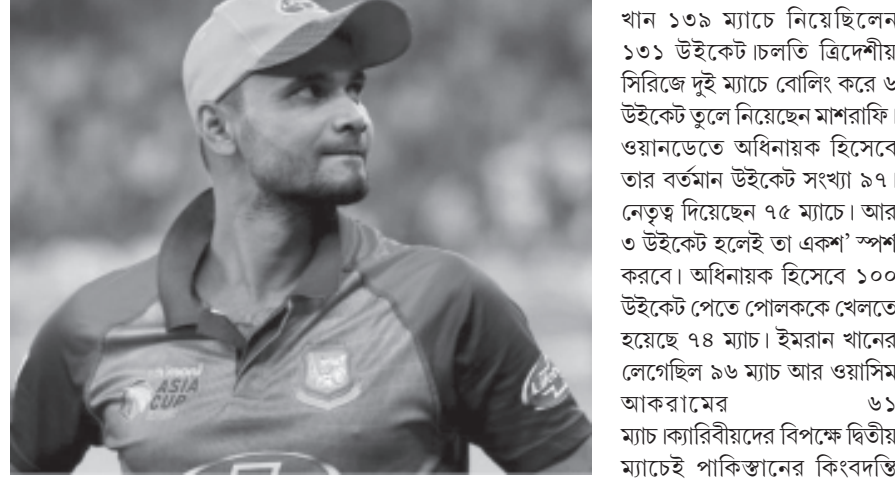 ASIA
CUP
খান ১৩৯ ম্যাচে নিয়েছিলেন
১৩১ উইকেট।চলতি ত্রিদেশীয়
সিরিজে দুই ম্যাচে বোলিং করে ৬
উইকেট তুলে নিয়েছেন মাশরাফি।
ওয়ানডেতে অধিনায়ক হিসেবে
তার বর্তমান উইকেট সংখ্যা ৯৭।
নেতৃত্ব দিয়েছেন ৭৫ ম্যাচে। আর
৩ উইকেট হলেই তা একশ’ স্পর্শ
করবে। অধিনায়ক হিসেবে ১০০
উইকেট পেতে পোলককে খেলতে
হয়েছে ৭৪ ম্যাচ। ইমরান খানের
লেগেছিল ৯৬ ম্যাচ আর ওয়াসিম
আকরামের ৬১
ম্যাচ।ক্যারিবীয়দের বিপক্ষে দ্বিতীয়
ম্যাচেই পাকিস্তানের কিংবদন্তি